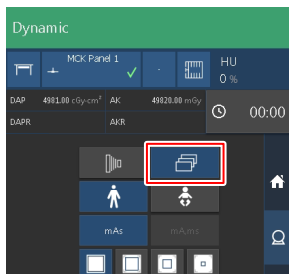 Dynamic
MCK Panel 1
-
HU
0 %
DAP 4981.00 cGy·cm² AK 49820.00 mGy
DAPR AKR
00:00
mAs mA,ms